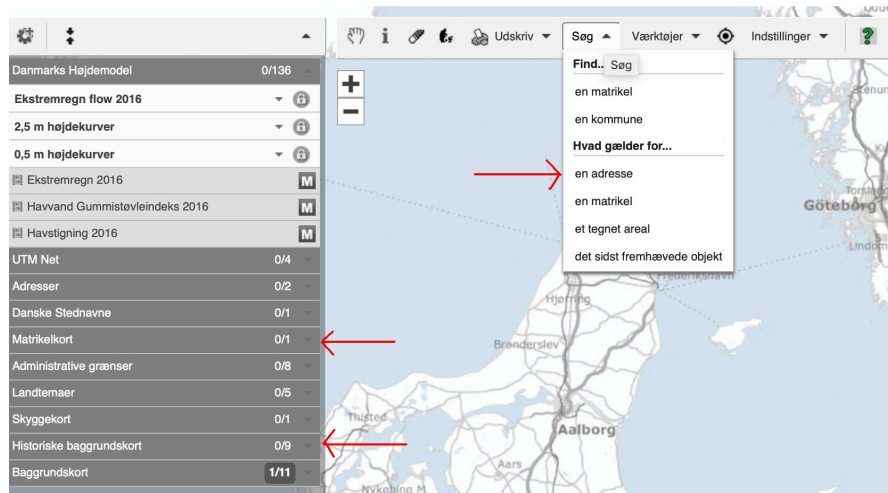 Udskriv
Søg
Værktøjer
Indstillinger
?
Danmarks Højdemodel 0/136
Ekstremregn flow 2016
2,5 m højdekurver
0,5 m højdekurver
Ekstremregn 2016 M
Havvand Gummistøvleindeks 2016 M
Havstigning 2016 M
UTM Net 0/4
Adresser 0/2
Danske Stednavne 0/1
Matrikelkort 0/1
Administrative grænser 0/8
Landtemaer 0/5
Skyggekort 0/1
Historiske baggrundskort 0/9
Baggrundskort 1/11
Find..
Søg
en matrikel
en kommune
Hvad gælder for...
en adresse
en matrikel
et tegnet areal
det sidst fremhævede objekt
Göteborg
Frederikshavn
Hjørring
Brønderslev
Thisted
Aalborg
Aars
Nykøbing M